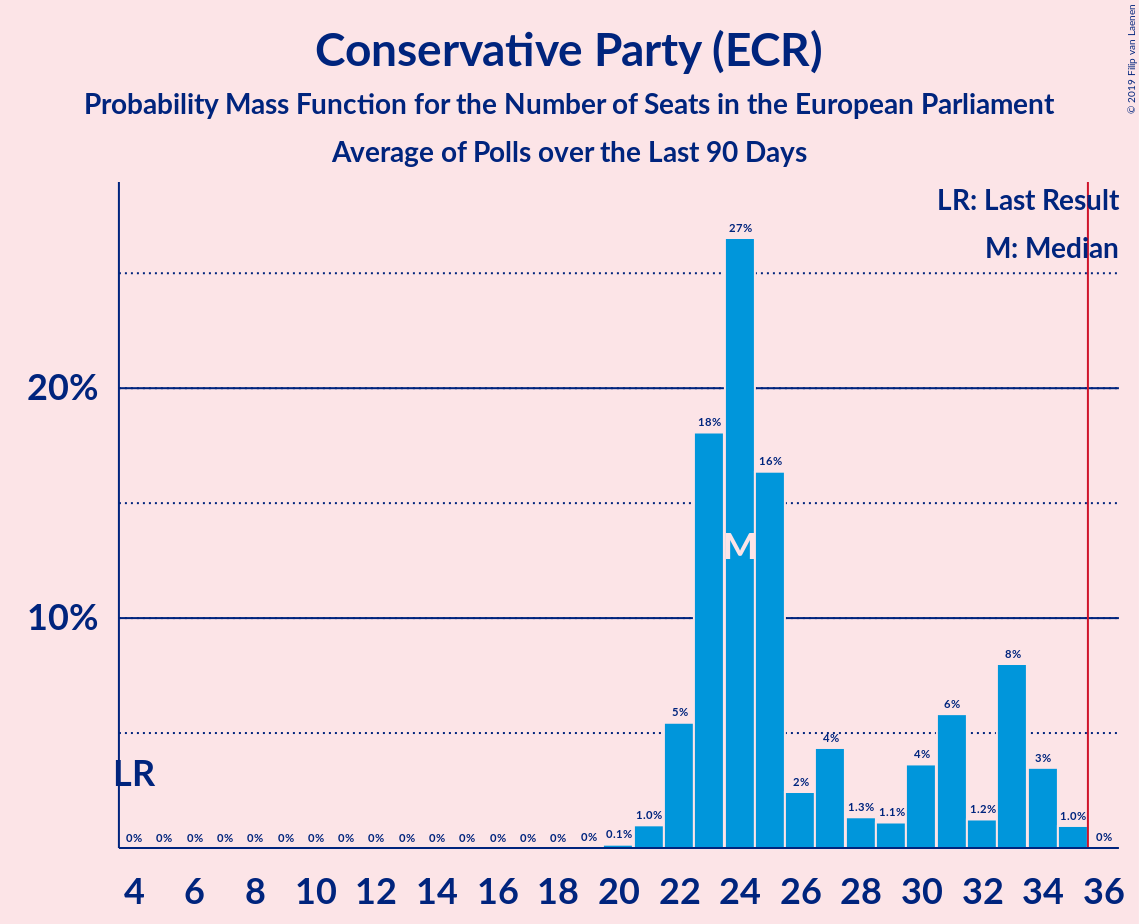 Conservative Party (ECR)
Probability Mass Function for the Number of Seats in the European Parliament
Average of Polls over the Last 90 Days
© 2019 Filip van Laenen
LR: Last Result
M: Median
27%
20%
18%
16%
M
10%
8%
6%
5%
4%
4%
3%
2%
LR
1.3%
1.2%
1.1%
1.0%
1.0%
0% 0% 0% 0% 0% 0% 0% 0% 0% 0% 0% 0% 0% 0% 0% 0% 0.1% 0%
4 6 8 10 12 14 16 18 20 22 24 26 28 30 32 34 36